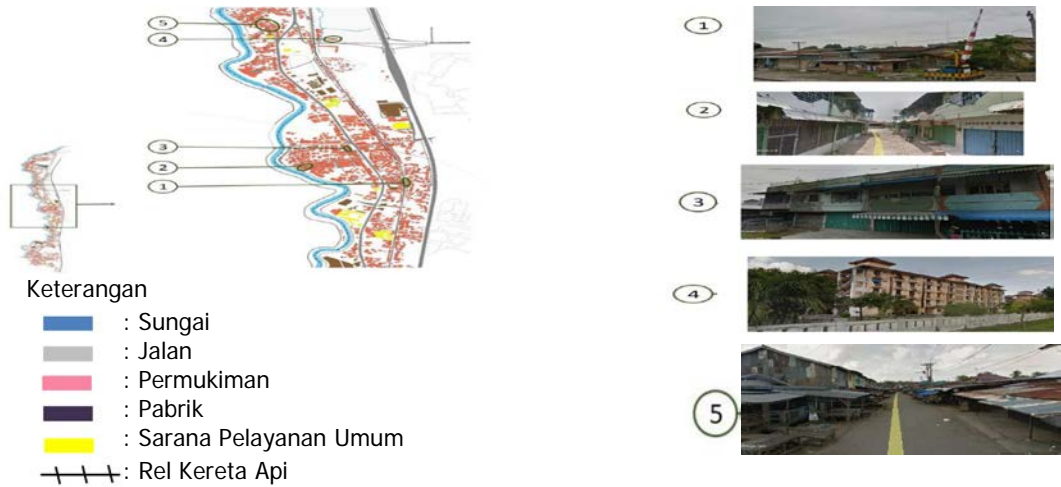 5
4
3
2
1
1
2
3
4
5
Keterangan
: Sungai
: Jalan
: Permukiman
: Pabrik
: Sarana Pelayanan Umum
: Rel Kereta Api